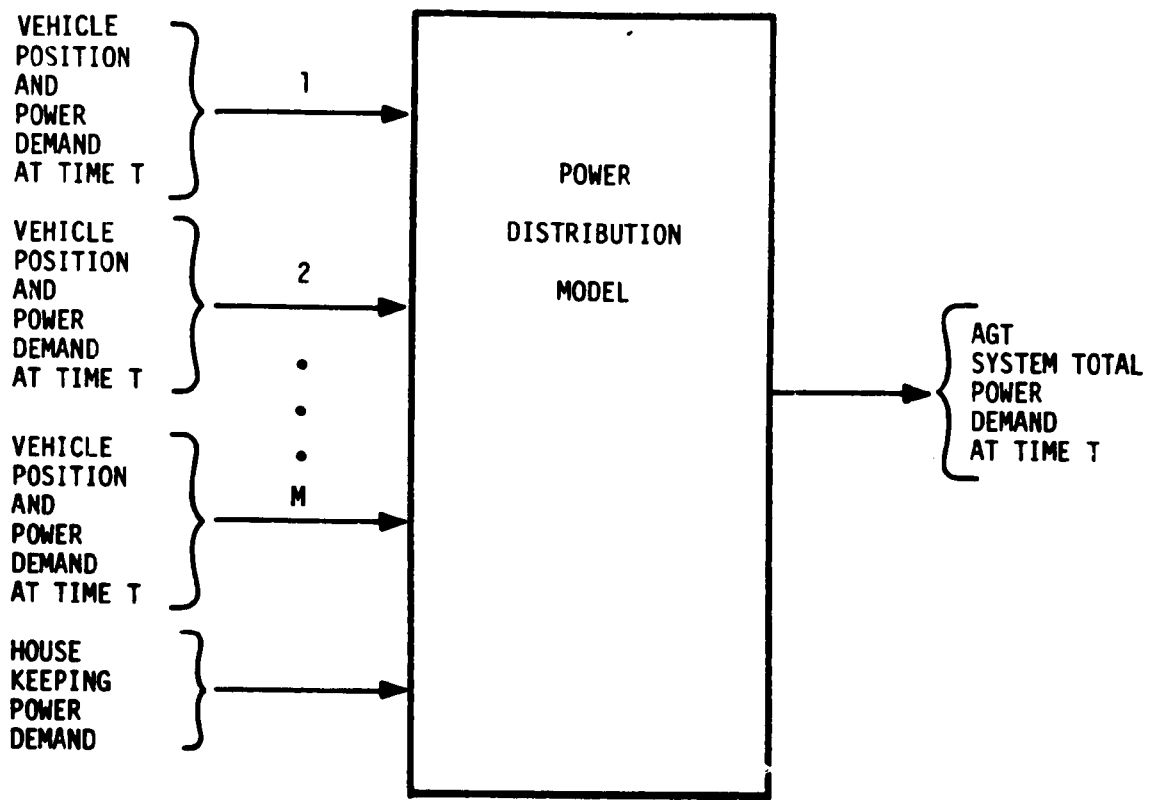 VEHICLE
POSITION
AND
POWER
DEMAND
AT TIME T
1
VEHICLE
POSITION
AND
POWER
DEMAND
AT TIME T
2
VEHICLE
POSITION
AND
POWER
DEMAND
AT TIME T
M
HOUSE
KEEPING
POWER
DEMAND
POWER
DISTRIBUTION
MODEL
AGT
SYSTEM TOTAL
POWER
DEMAND
AT TIME T